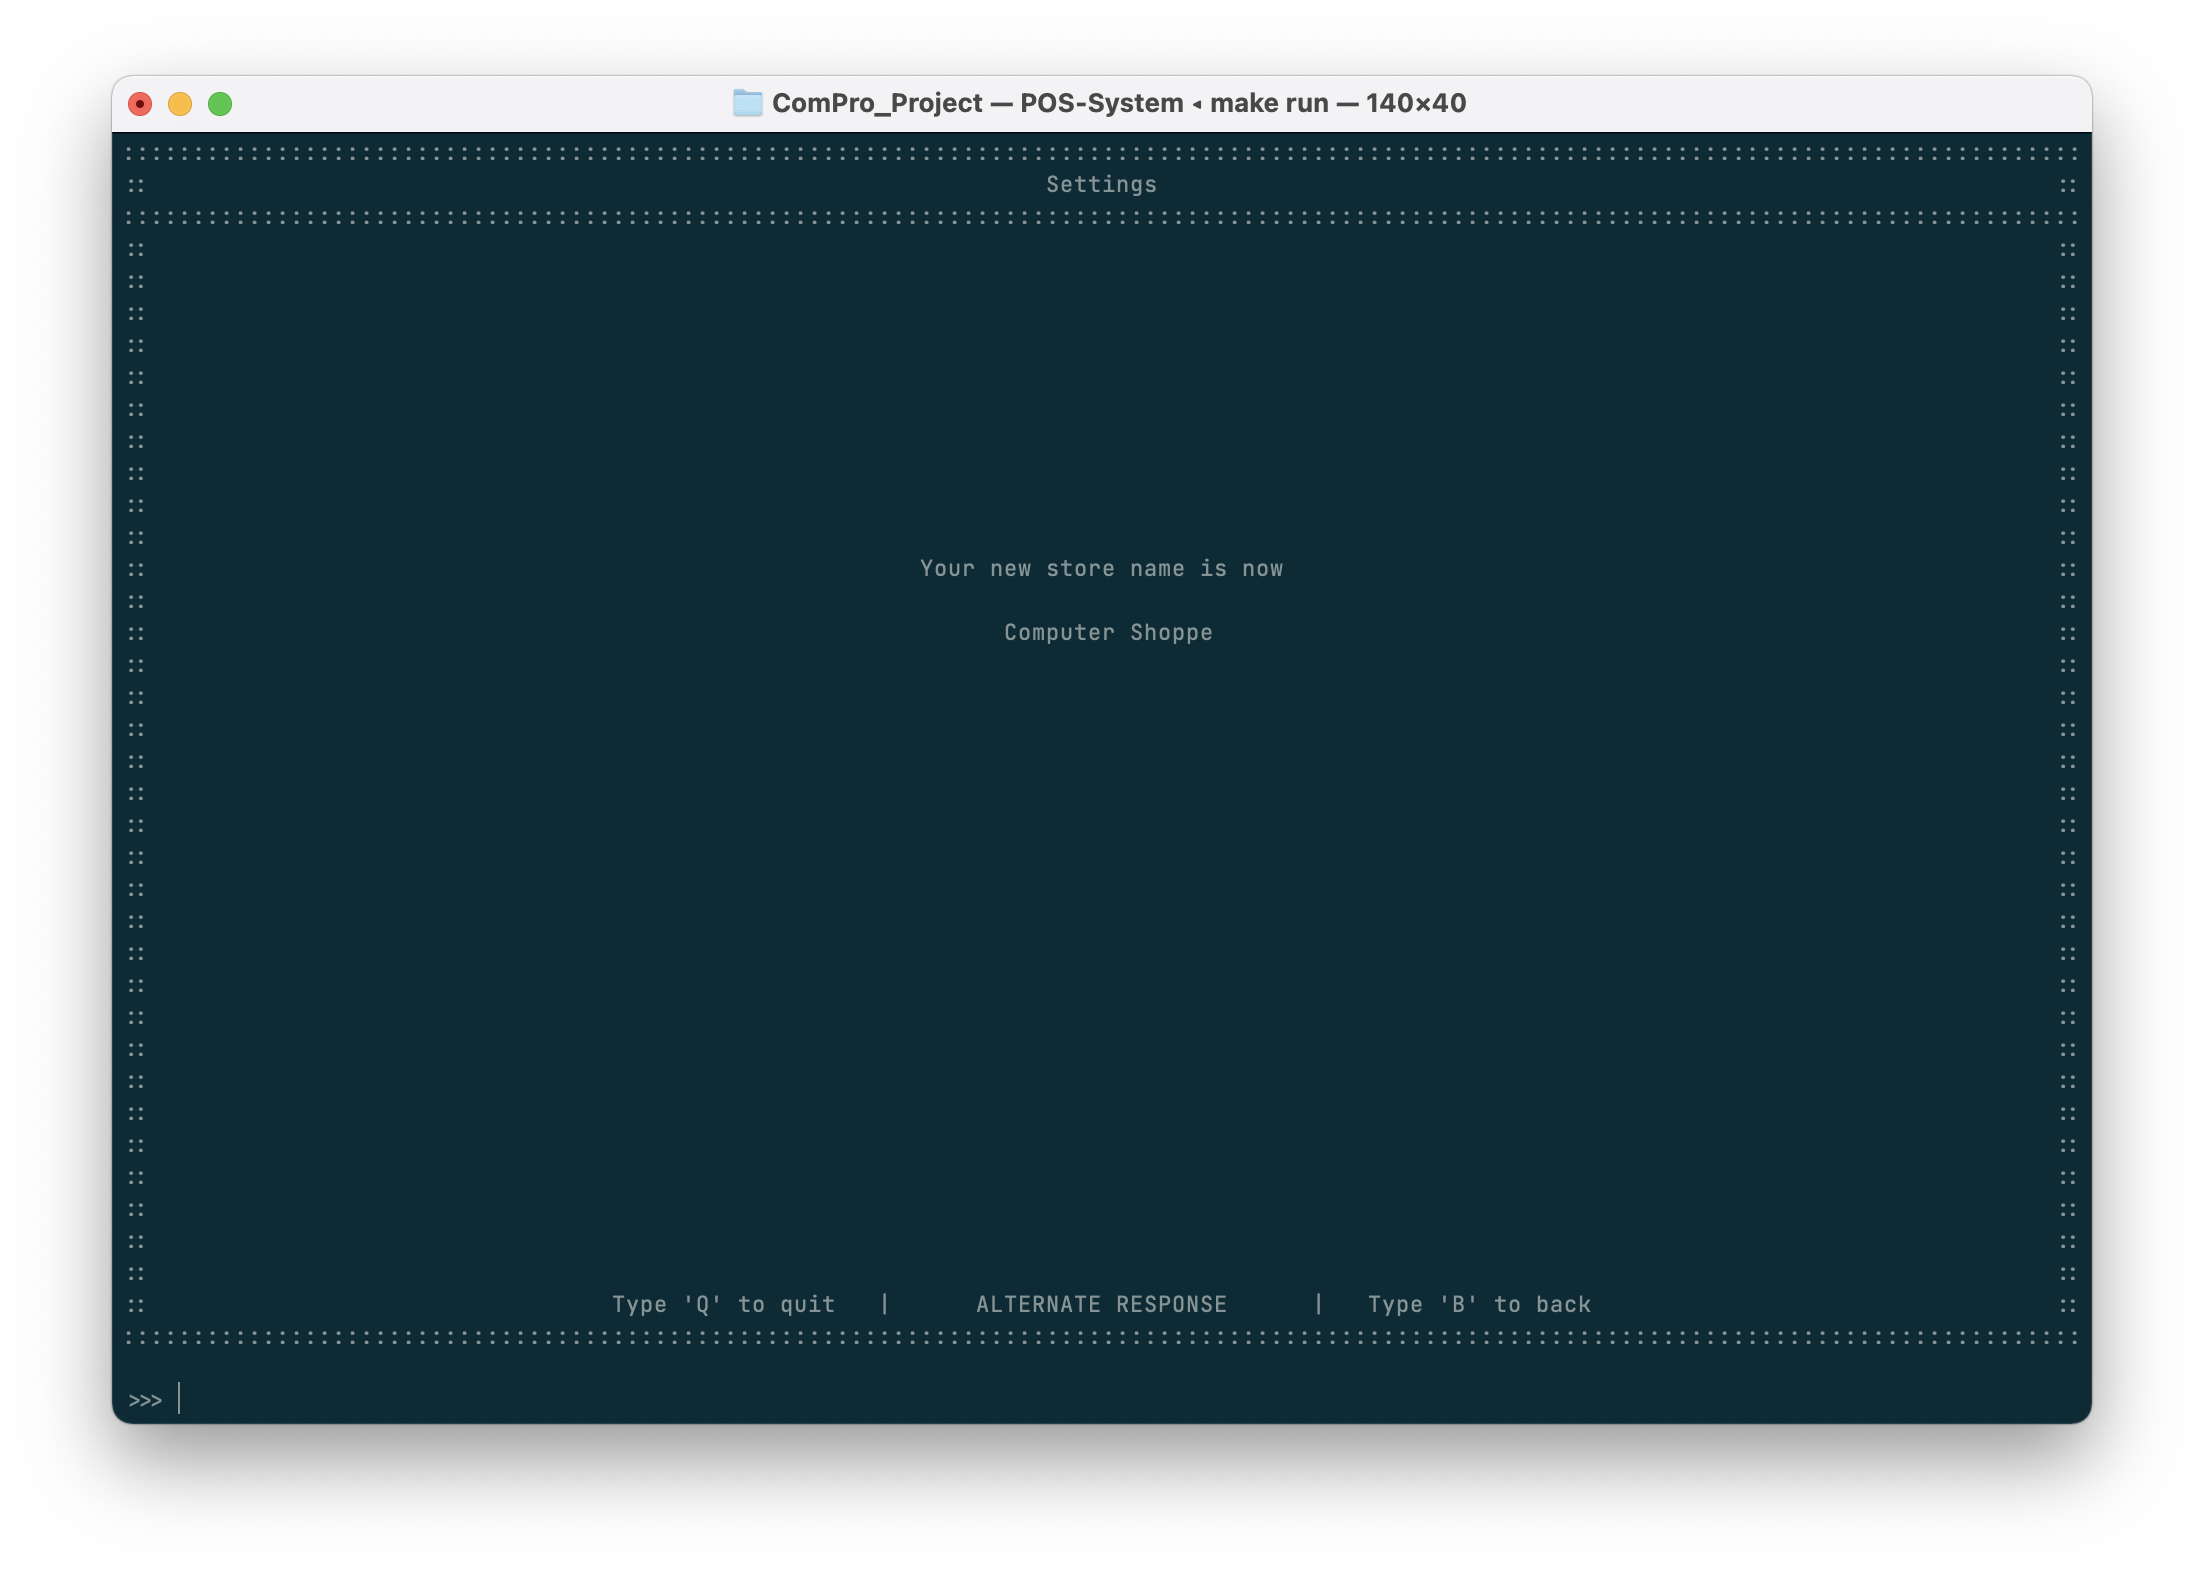 ComPro_Project — POS-System ◂ make run — 140×40
::::::::::::::::::::::::::::::::::::::::::::::::::::::::::::::::::::::::::::::::::::::::::::::::::::::::::::::::::::::::::::::::::::::::::::
:: Settings ::
::::::::::::::::::::::::::::::::::::::::::::::::::::::::::::::::::::::::::::::::::::::::::::::::::::::::::::::::::::::::::::::::::::::::::::
:: Your new store name is now ::
:: Computer Shoppe ::
:: Type 'Q' to quit | ALTERNATE RESPONSE | Type 'B' to back ::
::::::::::::::::::::::::::::::::::::::::::::::::::::::::::::::::::::::::::::::::::::::::::::::::::::::::::::::::::::::::::::::::::::::::::::
>>>